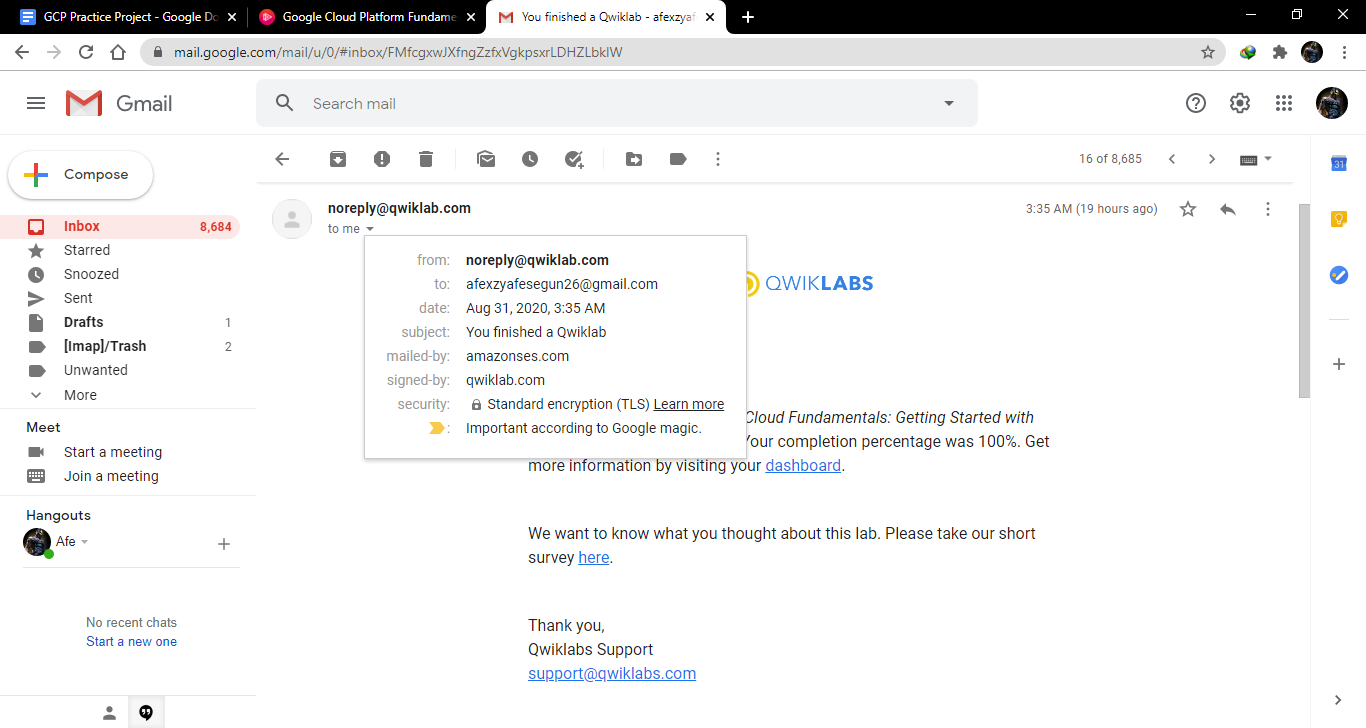 GCP Practice Project - Google Do
Google Cloud Platform Fundame
You finished a Qwiklab - afexzyaf
mail.google.com/mail/u/0/#inbox/FMfcgxwJXfngZzfxVgkpsxrLDHZLbklW
Gmail
Search mail
Compose
16 of 8,685
31
Inbox 8,684
Starred
Snoozed
Sent
Drafts 1
[Imap]/Trash 2
Unwanted
More
Meet
Start a meeting
Join a meeting
Hangouts
Afe
No recent chats
Start a new one
noreply@qwiklab.com
3:35 AM (19 hours ago)
to me
from: noreply@qwiklab.com
to: afexzyafesegun26@gmail.com
date: Aug 31, 2020, 3:35 AM
subject: You finished a Qwiklab
mailed-by: amazonses.com
signed-by: qwiklab.com
security: Standard encryption (TLS) Learn more
: Important according to Google magic.
QWIKLABS
Cloud Fundamentals: Getting Started with
Your completion percentage was 100%. Get
more information by visiting your dashboard.
We want to know what you thought about this lab. Please take our short
survey here.
Thank you,
Qwiklabs Support
support@qwiklabs.com